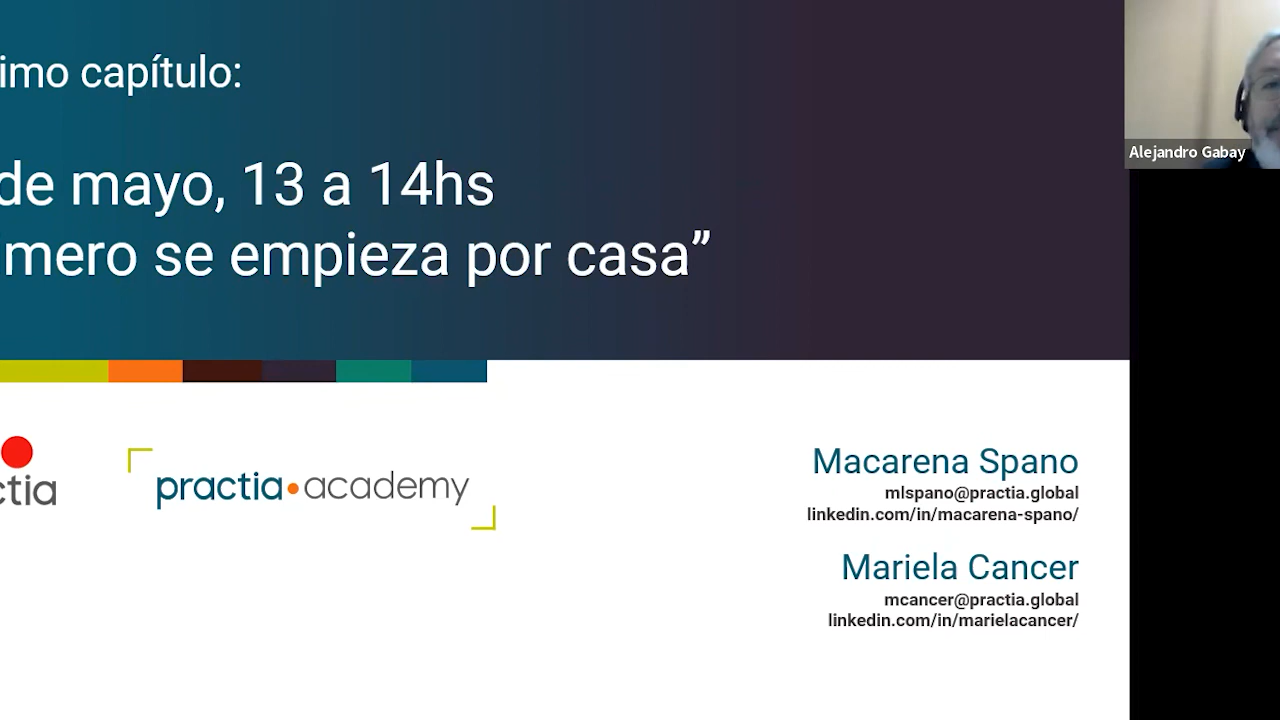 imo capítulo:
de mayo, 13 a 14hs
mero se empieza por casa”
ctia
practia academy
Macarena Spano
mlspano@practia.global
linkedin.com/in/macarena-spano/
Mariela Cancer
mcancer@practia.global
linkedin.com/in/marielacancer/
Alejandro Gabay